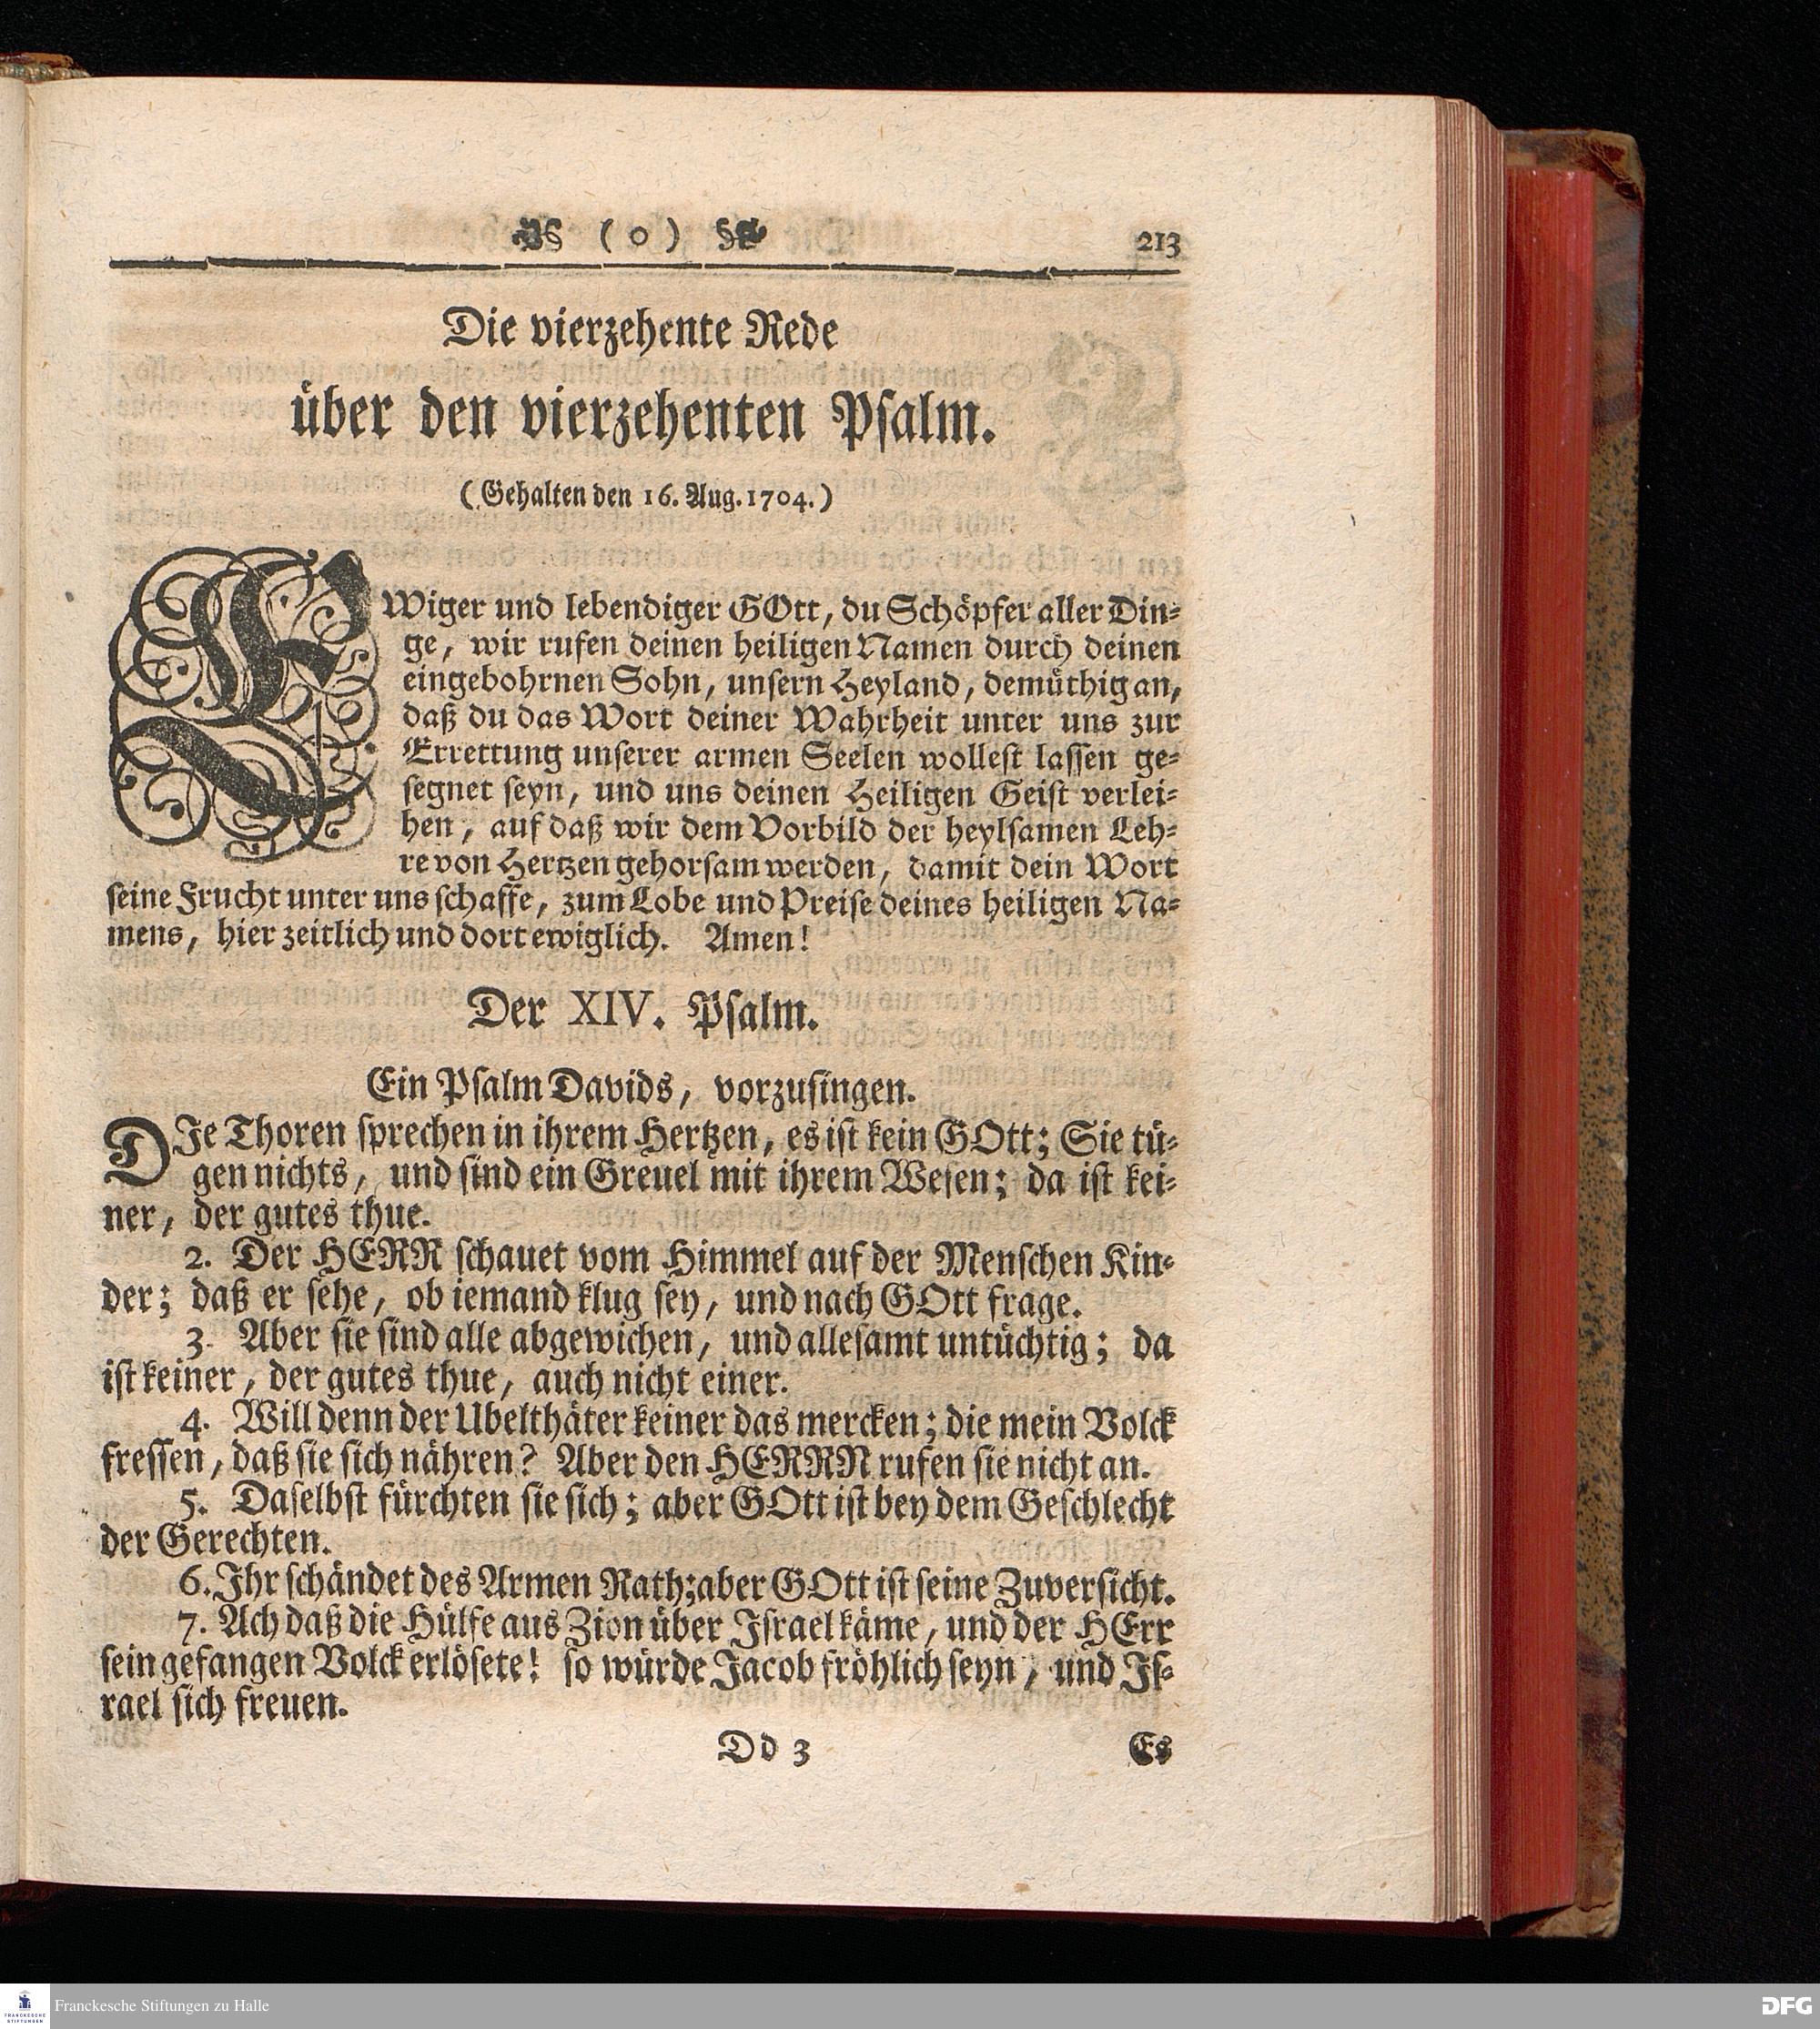 ( o ) 213
Die vierzehente Rede
über den vierzehenten Psalm.
(Gehalten den 16. Aug. 1704.)
EWiger und lebendiger GOtt, du Schöpfer aller Din-
ge, wir rufen deinen heiligen Namen durch deinen
eingebohrnen Sohn, unsern Heyland, demüthig an,
daß du das Wort deiner Wahrheit unter uns zur
Errettung unserer armen Seelen wollest lassen ge-
segnet seyn, und uns deinen Heiligen Geist verlei-
hen, auf daß wir dem Vorbild der heylsamen Leh-
re von Hertzen gehorsam werden, damit dein Wort
seine Frucht unter uns schaffe, zum Lobe und Preise deines heiligen Na-
mens, hier zeitlich und dort ewiglich. Amen!
Der XIV. Psalm.
Ein Psalm Davids, vorzusingen.
DJe Thoren sprechen in ihrem Hertzen, es ist kein GOtt; Sie tü-
gen nichts, und sind ein Greuel mit ihrem Wesen; da ist kei-
ner, der gutes thue.
2. Der HERR schauet vom Himmel auf der Menschen Kin-
der; daß er sehe, ob iemand klug sey, und nach GOtt frage.
3. Aber sie sind alle abgewichen, und allesamt untüchtig; da
ist keiner, der gutes thue, auch nicht einer.
4. Will denn der Ubelthäter keiner das mercken; die mein Volck
fressen, daß sie sich nähren? Aber den HERRN rufen sie nicht an.
5. Daselbst fürchten sie sich; aber GOtt ist bey dem Geschlecht
der Gerechten.
6. Jhr schändet des Armen Rath; aber GOtt ist seine Zuversicht.
7. Ach daß die Hülfe aus Zion über Jsrael käme, und der HErr
sein gefangen Volck erlösete! so würde Jacob fröhlich seyn, und Js-
rael sich freuen.
Dd 3 Es
FRANCKESCHE STIFTUNGEN
Franckesche Stiftungen zu Halle
DFG